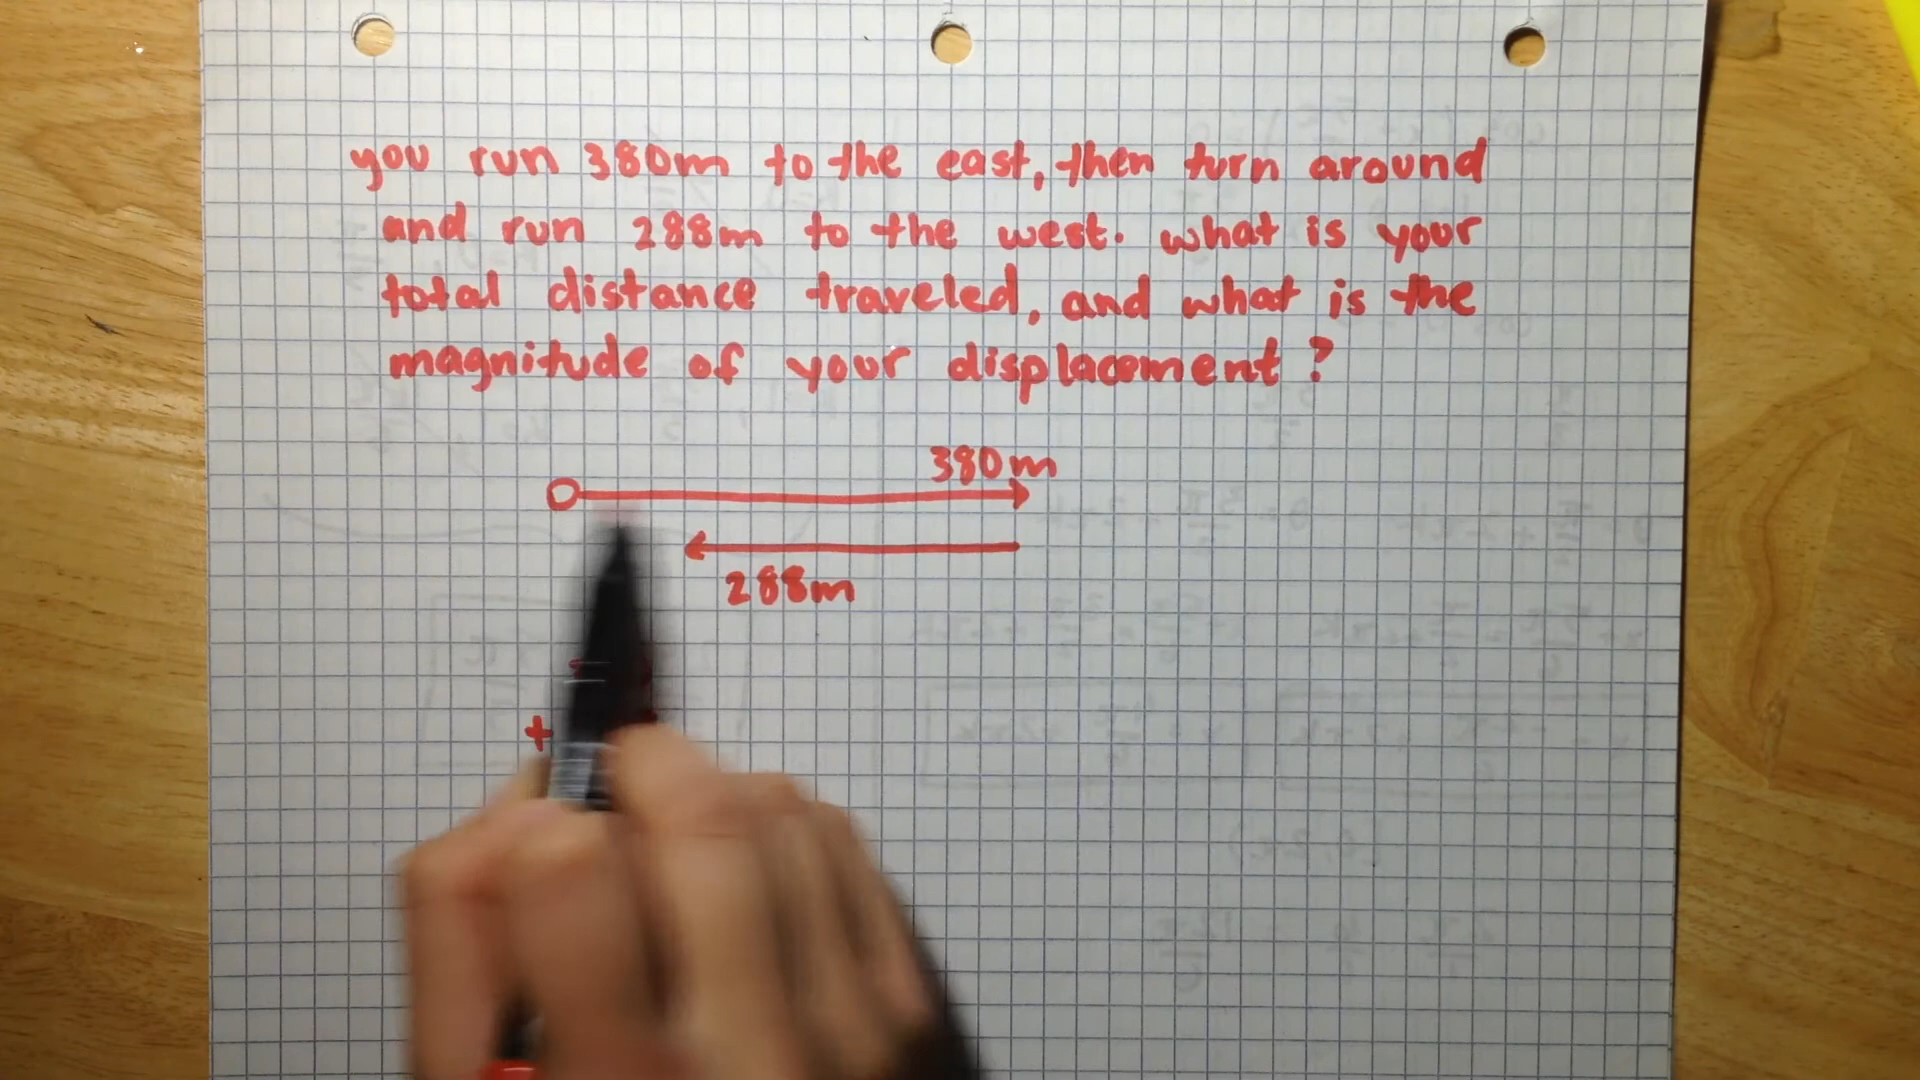 you run 380m to the east, then turn around
and run 288m to the west. what is your
total distance traveled, and what is the
magnitude of your displacement?
380m
288m
+